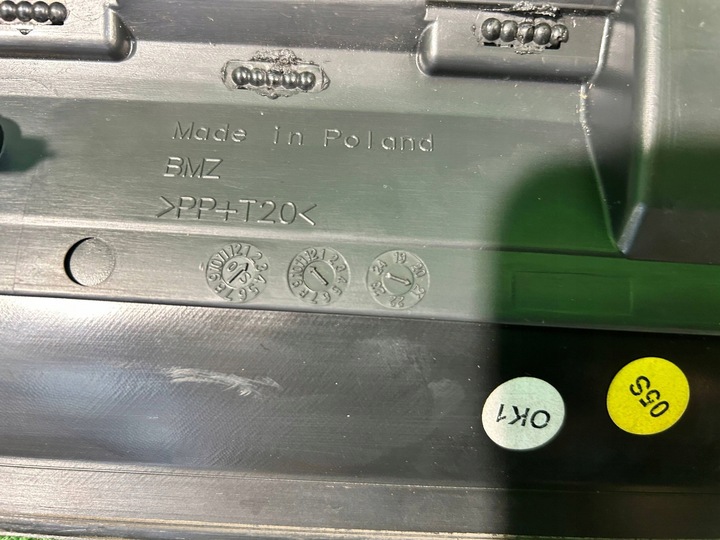 Made in Poland
BMZ
>PP+T20<
OK1
05S